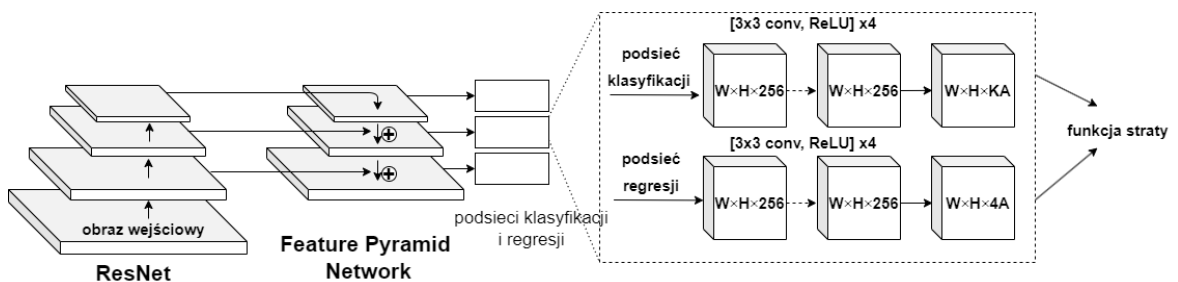 obraz wejściowy
ResNet
Feature Pyramid
Network
podsieci klasyfikacji
i regresji
[3x3 conv, ReLU] x4
podsieć
klasyfikacji
W×H×256
W×H×256
W×H×KA
[3x3 conv, ReLU] x4
podsieć
regresji
W×H×256
W×H×256
W×H×4A
funkcja straty